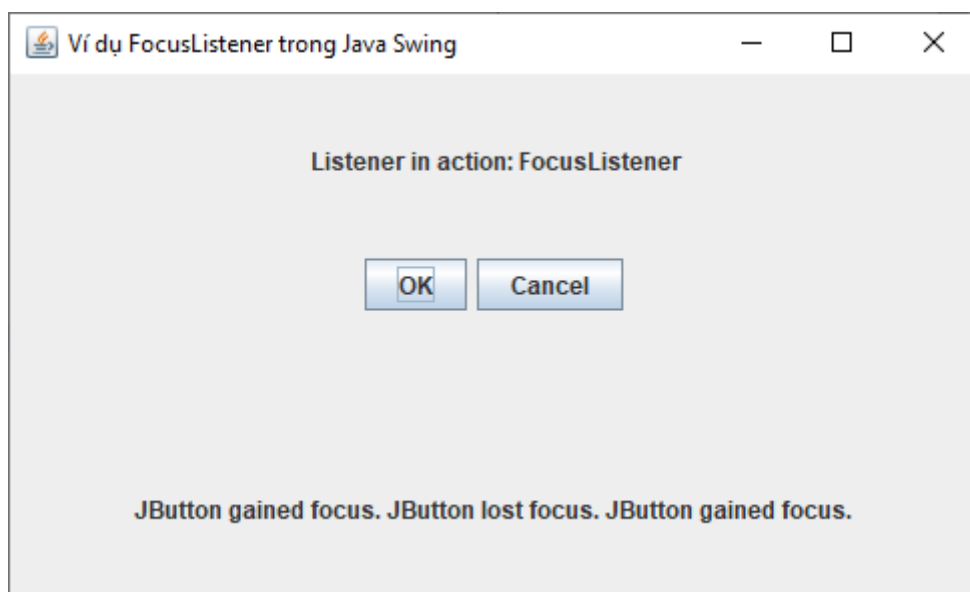 Ví dụ FocusListener trong Java Swing
Listener in action: FocusListener
OK Cancel
JButton gained focus. JButton lost focus. JButton gained focus.